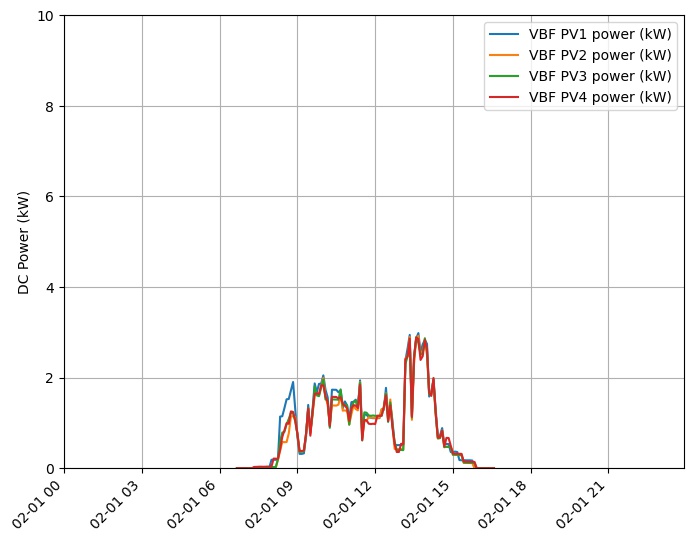 10
8
6
4
2
0
DC Power (kW)
VBF PV1 power (kW)
VBF PV2 power (kW)
VBF PV3 power (kW)
VBF PV4 power (kW)
02-01 00
02-01 03
02-01 06
02-01 09
02-01 12
02-01 15
02-01 18
02-01 21